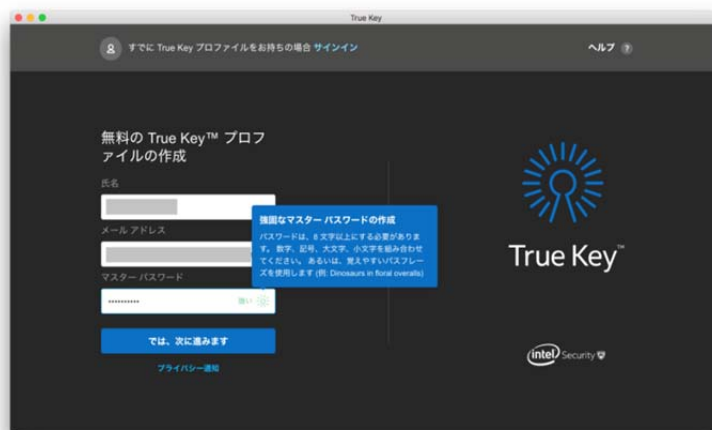 True Key
すでに True Key プロファイルをお持ちの場合 サインイン
ヘルプ ?
無料の True Key™ プロフ
ァイルの作成
氏名
メール アドレス
マスター パスワード
強い
強固なマスター パスワードの作成
パスワードは、8 文字以上にする必要がありま
す。 数字、記号、大文字、小文字を組み合わせ
てください。 あるいは、覚えやすいパスフレー
ズを使用します (例: Dinosaurs in floral overalls)
では、次に進みます
プライバシー通知
True Key™
intel Security